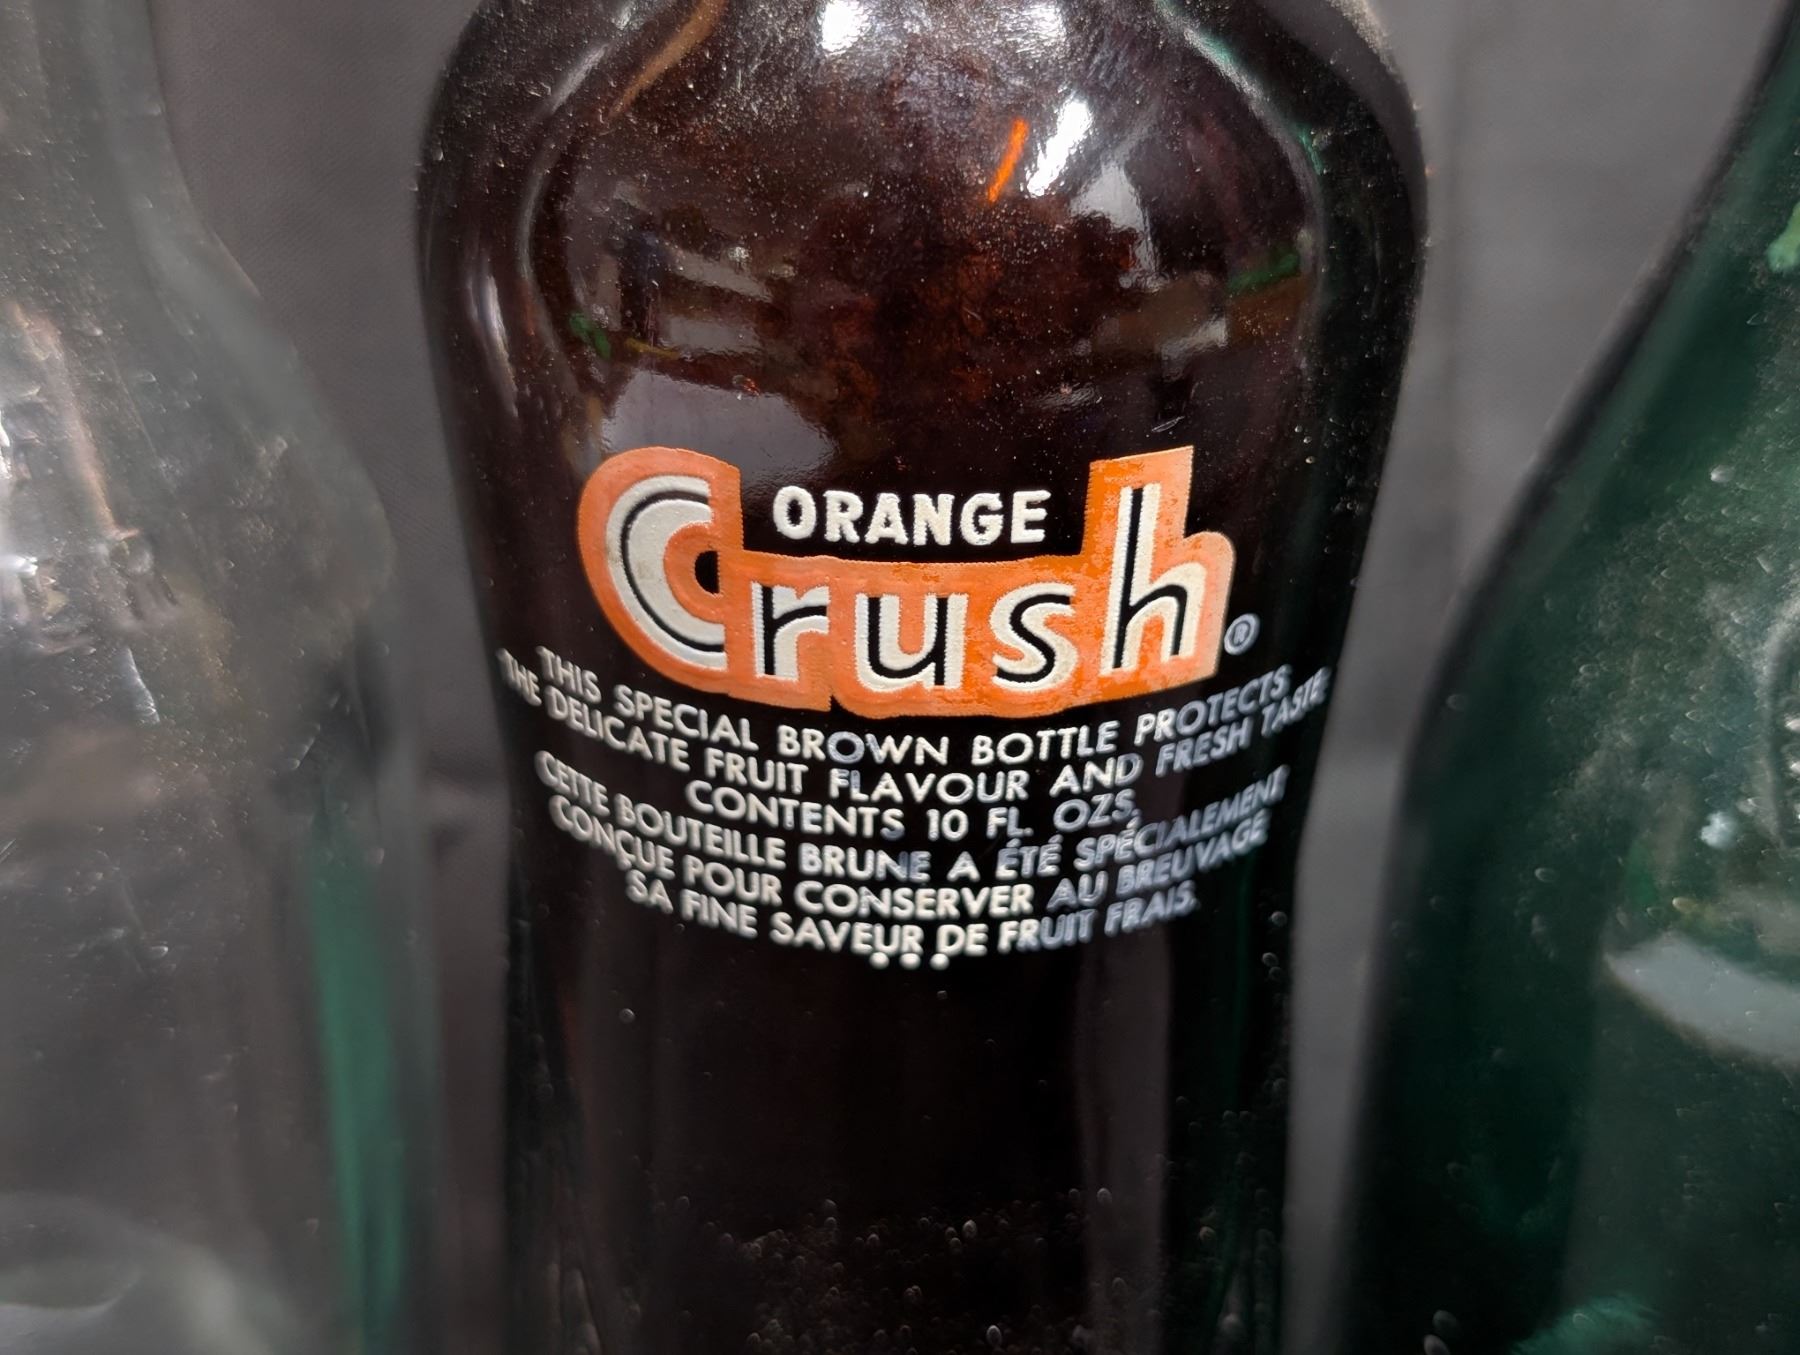 ORANGE
Crush®
THIS SPECIAL BROWN BOTTLE PROTECTS
THE DELICATE FRUIT FLAVOUR AND FRESH TASTE
CONTENTS 10 FL. OZS.
CETTE BOUTEILLE BRUNE A ÉTÉ SPÉCIALEMENT
CONÇUE POUR CONSERVER AU BREUVAGE
SA FINE SAVEUR DE FRUIT FRAIS.